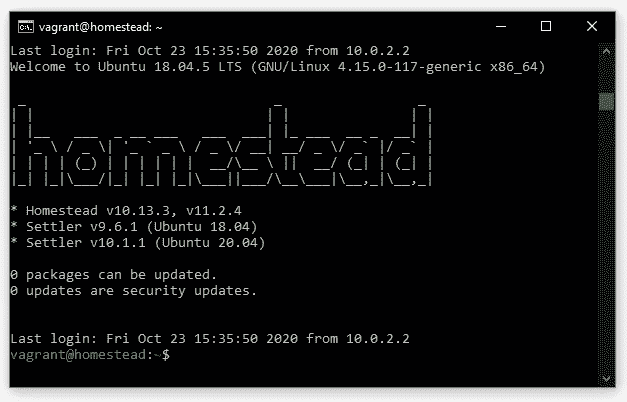 vagrant@homestead: ~
Last login: Fri Oct 23 15:35:50 2020 from 10.0.2.2
Welcome to Ubuntu 18.04.5 LTS (GNU/Linux 4.15.0-117-generic x86_64)
homestead
* Homestead v10.13.3, v11.2.4
* Settler v9.6.1 (Ubuntu 18.04)
* Settler v10.1.1 (Ubuntu 20.04)
0 packages can be updated.
0 updates are security updates.
Last login: Fri Oct 23 15:35:50 2020 from 10.0.2.2
vagrant@homestead:~$